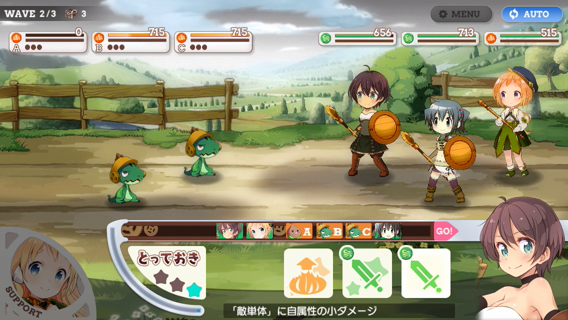 WAVE 2/3 3
MENU
AUTO
A 0
B 715
C 715
656
713
515
A B C GO!
とっておき
SUPPORT
「敵単体」に自属性の小ダメージ